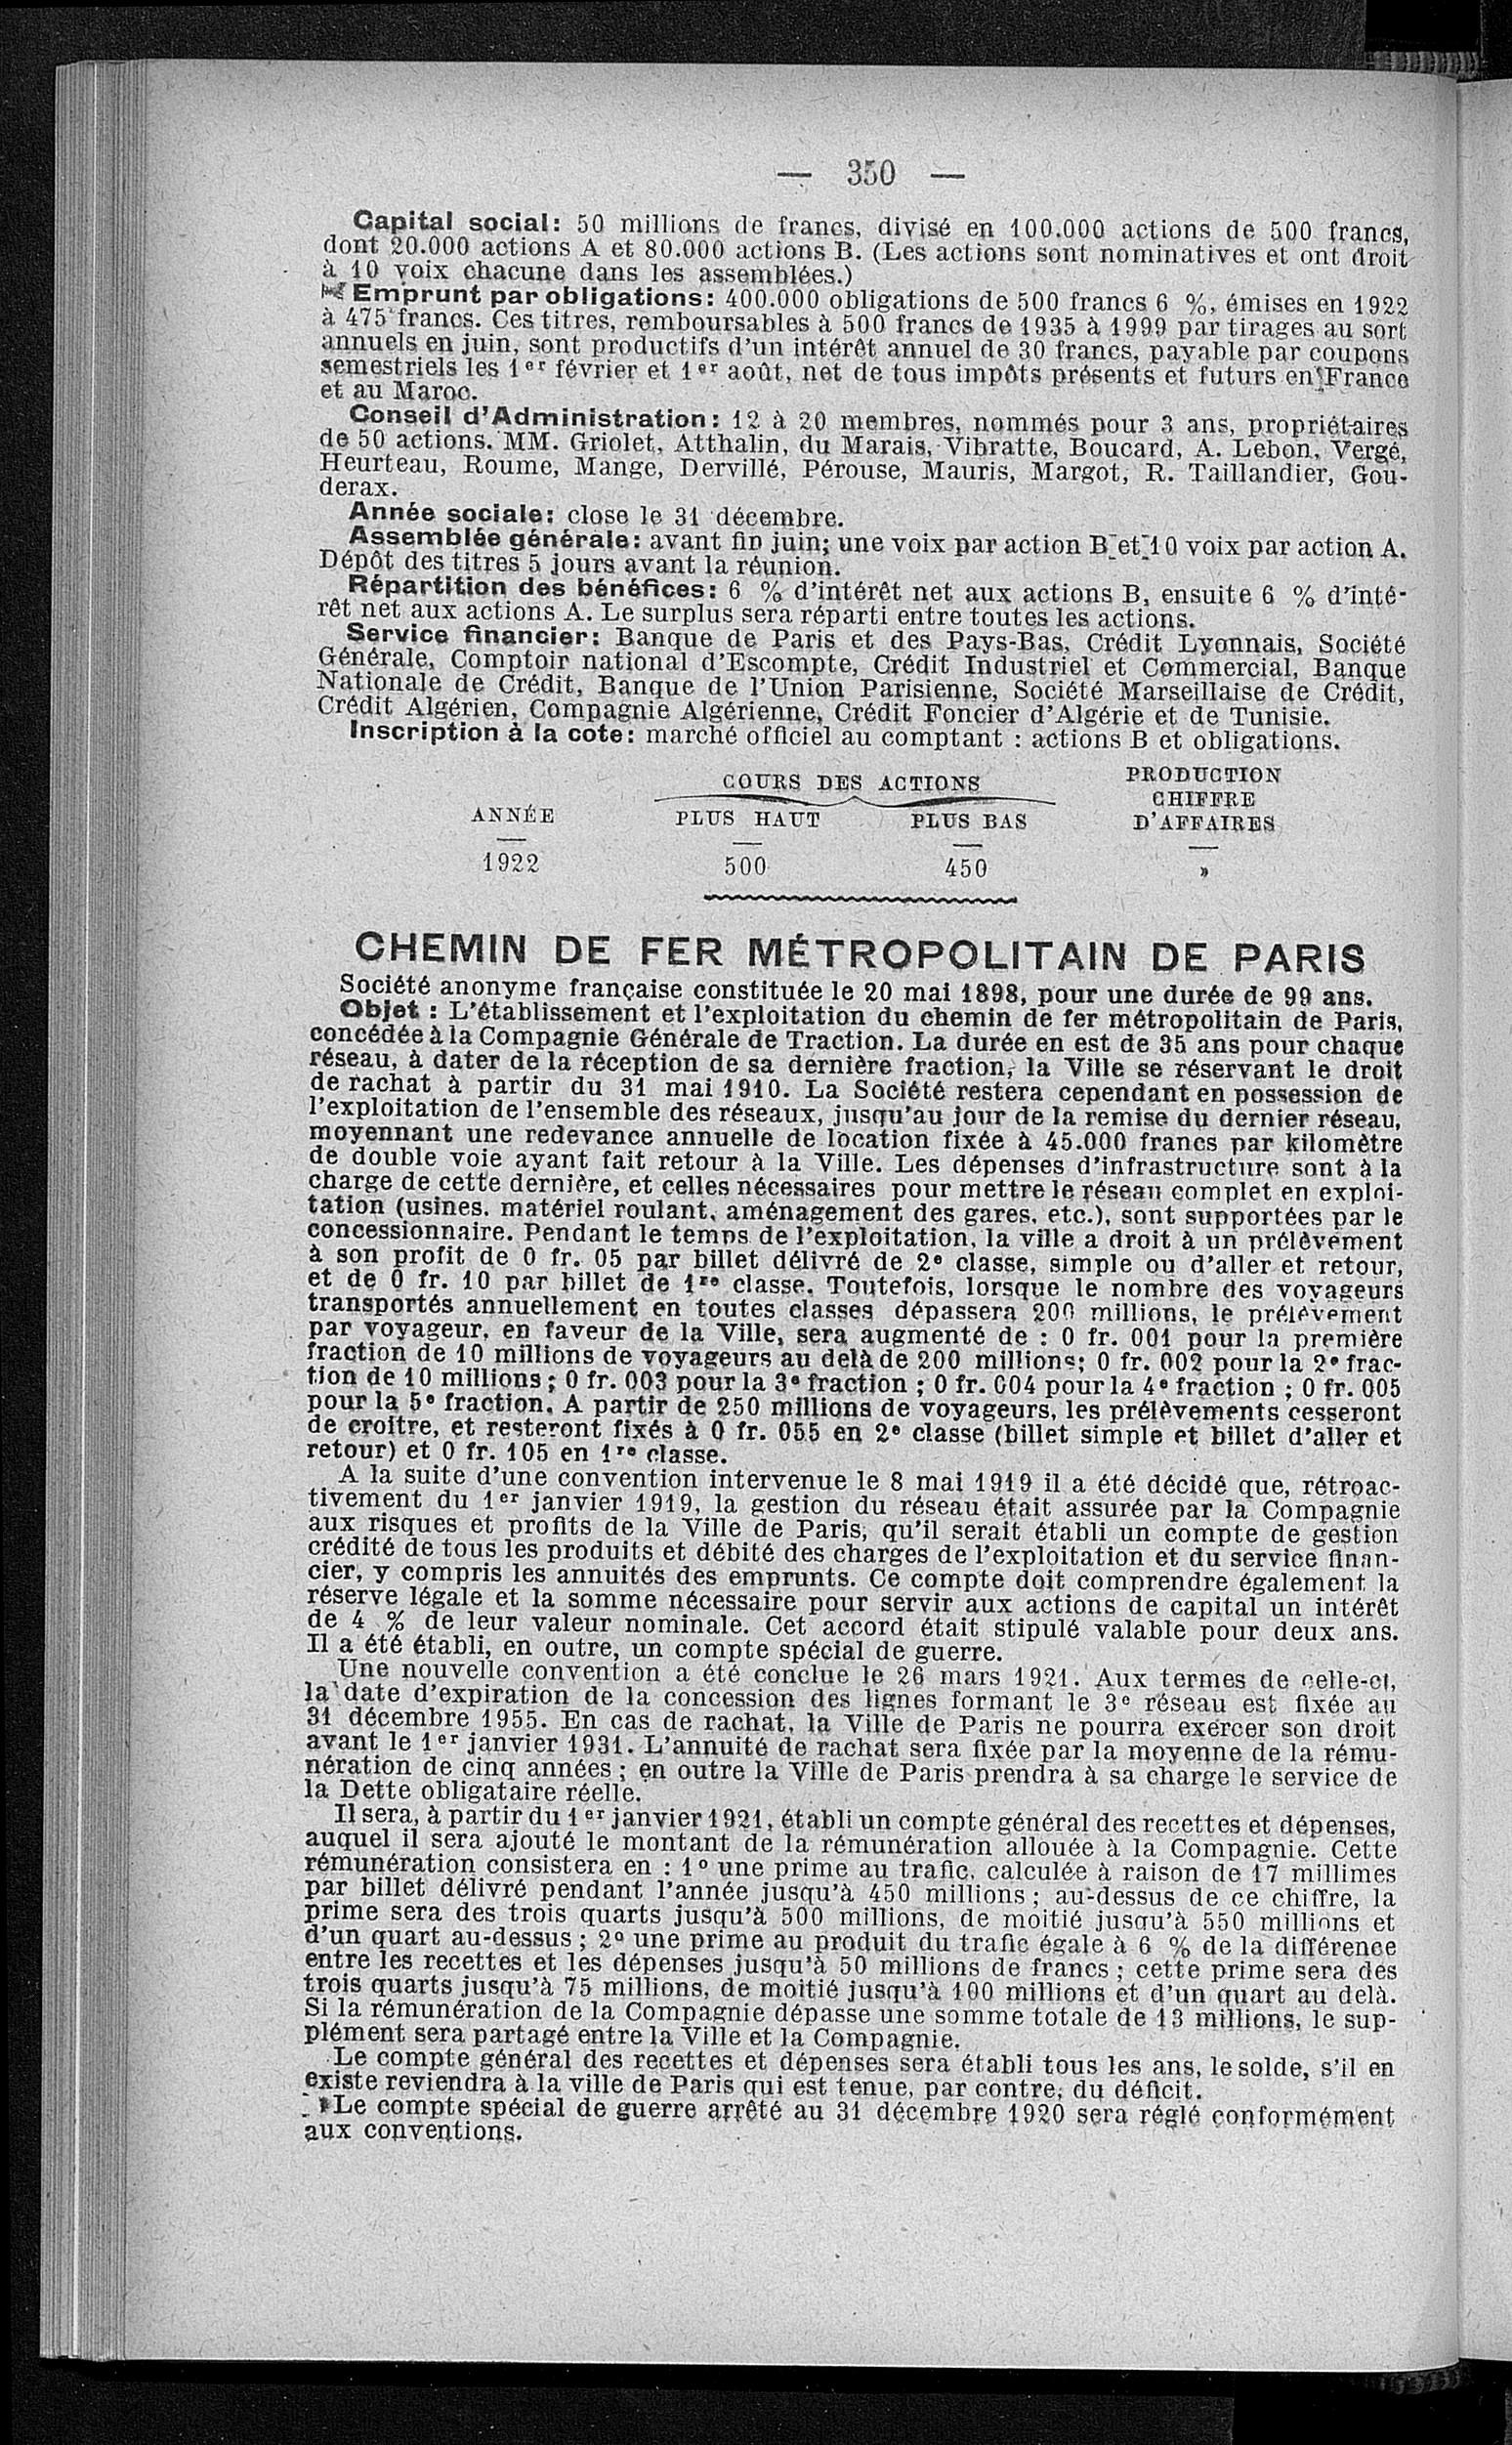 — 350 —
Capital social: 50 millions de francs, divisé en 100.000 actions de 500 francs,
dont 20.000 actions A et 80.000 actions B. (Les actions sont nominatives et ont droit
à 10 voix chacune dans les assemblées.)
Emprunt par obligations: 400.000 obligations de 500 francs 6 %, émises en 1922
à 475 francs. Ces titres, remboursables à 500 francs de 1935 à 1999 par tirages au sort
annuels en juin, sont productifs d'un intérêt annuel de 30 francs, payable par coupons
semestriels les 1er février et 1er août, net de tous impôts présents et futurs en France
et au Maroc.
Conseil d'Administration: 12 à 20 membres, nommés pour 3 ans, propriétaires
de 50 actions. MM. Griolet, Atthalin, du Marais, Vibratte, Boucard, A. Lebon, Vergé,
Heurteau, Roume, Mange, Dervillé, Pérouse, Mauris, Margot, R. Taillandier, Gou-
derax.
Année sociale: close le 31 décembre.
Assemblée générale: avant fin juin; une voix par action B et 10 voix par action A.
Dépôt des titres 5 jours avant la réunion.
Répartition des bénéfices: 6 % d'intérêt net aux actions B, ensuite 6 % d'inté-
rêt net aux actions A. Le surplus sera réparti entre toutes les actions.
Service financier: Banque de Paris et des Pays-Bas, Crédit Lyonnais, Société
Générale, Comptoir national d'Escompte, Crédit Industriel et Commercial, Banque
Nationale de Crédit, Banque de l'Union Parisienne, Société Marseillaise de Crédit,
Crédit Algérien, Compagnie Algérienne, Crédit Foncier d'Algérie et de Tunisie.
Inscription à la cote: marché officiel au comptant : actions B et obligations.
COURS DES ACTIONS PRODUCTION
CHIFFRE
ANNÉE PLUS HAUT PLUS BAS D'AFFAIRES
1922 500 450 »
CHEMIN DE FER MÉTROPOLITAIN DE PARIS
Société anonyme française constituée le 20 mai 1898, pour une durée de 99 ans.
Objet : L'établissement et l'exploitation du chemin de fer métropolitain de Paris,
concédée à la Compagnie Générale de Traction. La durée en est de 35 ans pour chaque
réseau, à dater de la réception de sa dernière fraction, la Ville se réservant le droit
de rachat à partir du 31 mai 1910. La Société restera cependant en possession de
l'exploitation de l'ensemble des réseaux, jusqu'au jour de la remise du dernier réseau,
moyennant une redevance annuelle de location fixée à 45.000 francs par kilomètre
de double voie ayant fait retour à la Ville. Les dépenses d'infrastructure sont à la
charge de cette dernière, et celles nécessaires pour mettre le réseau complet en exploi-
tation (usines, matériel roulant, aménagement des gares, etc.), sont supportées par le
concessionnaire. Pendant le temps de l'exploitation, la ville a droit à un prélèvement
à son profit de 0 fr. 05 par billet délivré de 2e classe, simple ou d'aller et retour,
et de 0 fr. 10 par billet de 1re classe. Toutefois, lorsque le nombre des voyageurs
transportés annuellement en toutes classes dépassera 200 millions, le prélèvement
par voyageur, en faveur de la Ville, sera augmenté de : 0 fr. 001 pour la première
fraction de 10 millions de voyageurs au delà de 200 millions; 0 fr. 002 pour la 2e frac-
tion de 10 millions ; 0 fr. 003 pour la 3e fraction ; 0 fr. 004 pour la 4e fraction ; 0 fr. 005
pour la 5e fraction. A partir de 250 millions de voyageurs, les prélèvements cesseront
de croître, et resteront fixés à 0 fr. 055 en 2e classe (billet simple et billet d'aller et
retour) et 0 fr. 105 en 1re classe.
A la suite d'une convention intervenue le 8 mai 1919 il a été décidé que, rétroac-
tivement du 1er janvier 1919, la gestion du réseau était assurée par la Compagnie
aux risques et profits de la Ville de Paris, qu'il serait établi un compte de gestion
crédité de tous les produits et débité des charges de l'exploitation et du service finan-
cier, y compris les annuités des emprunts. Ce compte doit comprendre également la
réserve légale et la somme nécessaire pour servir aux actions de capital un intérêt
de 4 % de leur valeur nominale. Cet accord était stipulé valable pour deux ans.
Il a été établi, en outre, un compte spécial de guerre.
Une nouvelle convention a été conclue le 26 mars 1921. Aux termes de celle-ci,
la date d'expiration de la concession des lignes formant le 3e réseau est fixée au
31 décembre 1955. En cas de rachat, la Ville de Paris ne pourra exercer son droit
avant le 1er janvier 1931. L'annuité de rachat sera fixée par la moyenne de la rému-
nération de cinq années ; en outre la Ville de Paris prendra à sa charge le service de
la Dette obligataire réelle.
Il sera, à partir du 1er janvier 1921, établi un compte général des recettes et dépenses,
auquel il sera ajouté le montant de la rémunération allouée à la Compagnie. Cette
rémunération consistera en : 1o une prime au trafic, calculée à raison de 17 millimes
par billet délivré pendant l'année jusqu'à 450 millions ; au-dessus de ce chiffre, la
prime sera des trois quarts jusqu'à 500 millions, de moitié jusqu'à 550 millions et
d'un quart au-dessus ; 2o une prime au produit du trafic égale à 6 % de la différence
entre les recettes et les dépenses jusqu'à 50 millions de francs ; cette prime sera des
trois quarts jusqu'à 75 millions, de moitié jusqu'à 100 millions et d'un quart au delà.
Si la rémunération de la Compagnie dépasse une somme totale de 13 millions, le sup-
plément sera partagé entre la Ville et la Compagnie.
Le compte général des recettes et dépenses sera établi tous les ans, le solde, s'il en
existe reviendra à la ville de Paris qui est tenue, par contre, du déficit.
Le compte spécial de guerre arrêté au 31 décembre 1920 sera réglé conformément
aux conventions.